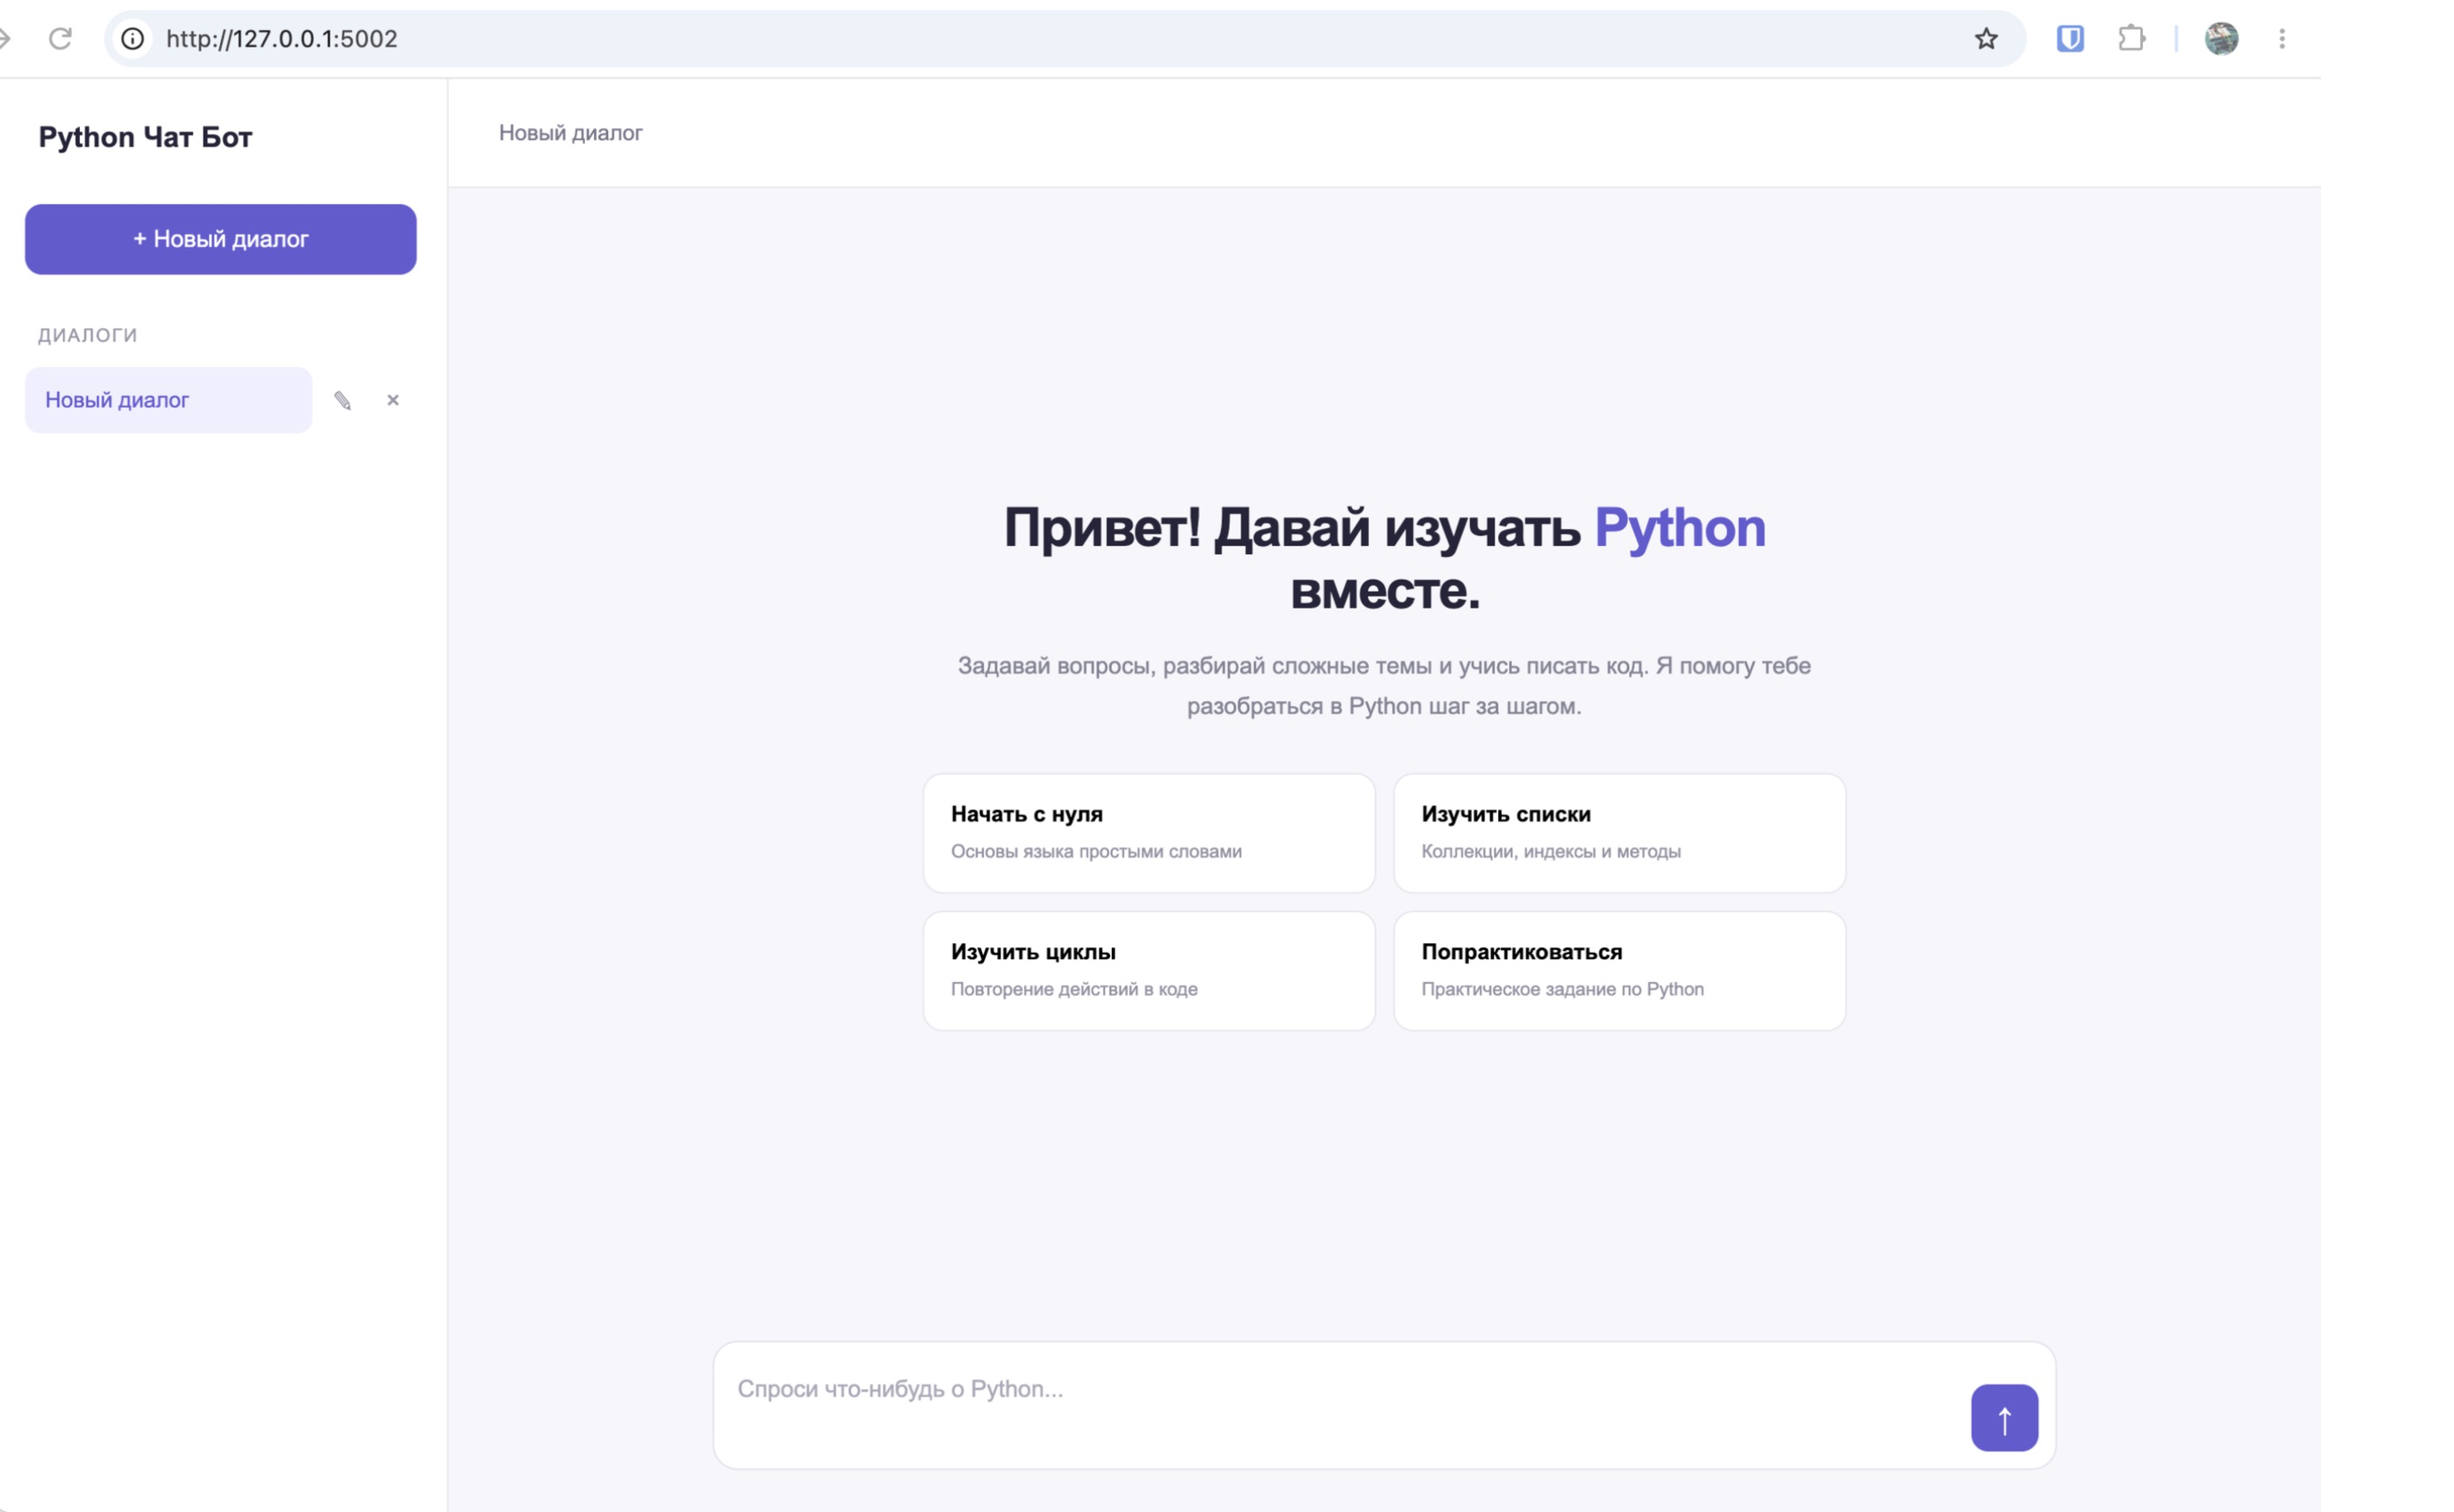 http://127.0.0.1:5002
Python Чат Бот
+ Новый диалог
ДИАЛОГИ
Новый диалог
Новый диалог
Привет! Давай изучать Python
вместе.
Задавай вопросы, разбирай сложные темы и учись писать код. Я помогу тебе
разобраться в Python шаг за шагом.
Начать с нуля
Основы языка простыми словами
Изучить списки
Коллекции, индексы и методы
Изучить циклы
Повторение действий в коде
Попрактиковаться
Практическое задание по Python
Спроси что-нибудь о Python...